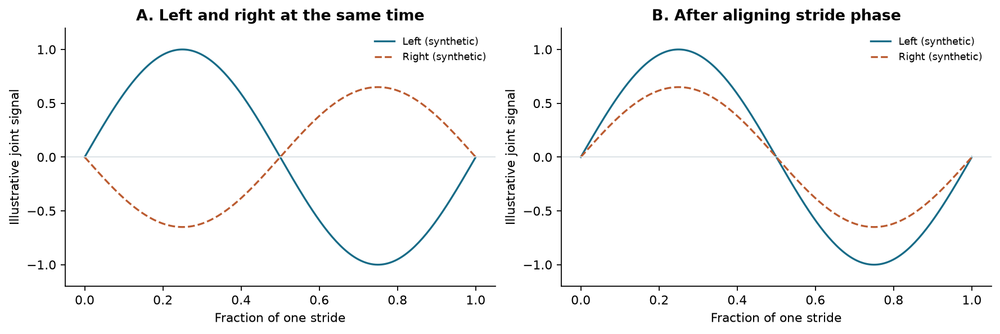 A. Left and right at the same time
Left (synthetic)
Right (synthetic)
Illustrative joint signal
1.0
0.5
0.0
−0.5
−1.0
0.0 0.2 0.4 0.6 0.8 1.0
Fraction of one stride
B. After aligning stride phase
Left (synthetic)
Right (synthetic)
Illustrative joint signal
1.0
0.5
0.0
−0.5
−1.0
0.0 0.2 0.4 0.6 0.8 1.0
Fraction of one stride